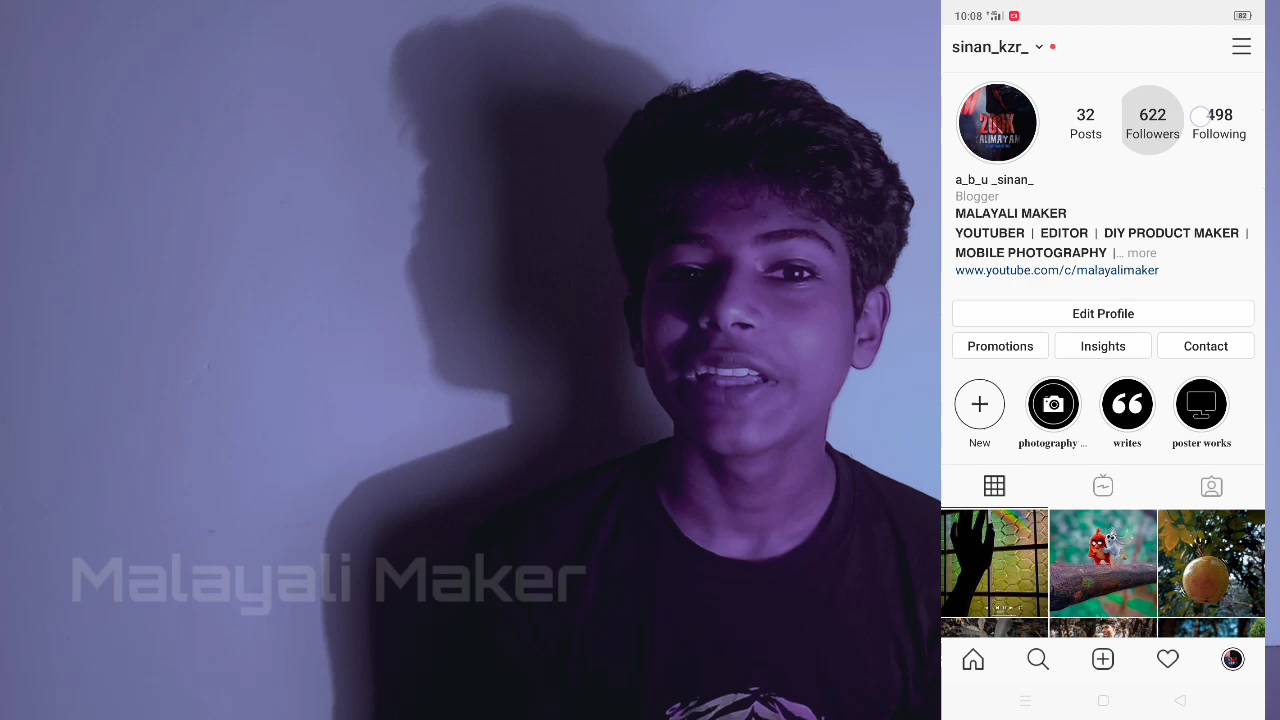 10:08
82
sinan_kzr_
200K
32
622
498
Posts
Followers
Following
a_b_u _sinan_
Blogger
MALAYALI MAKER
YOUTUBER | EDITOR | DIY PRODUCT MAKER |
MOBILE PHOTOGRAPHY |... more
www.youtube.com/c/malayalimaker
Edit Profile
Promotions
Insights
Contact
New
photography ...
writes
poster works
Malayali Maker